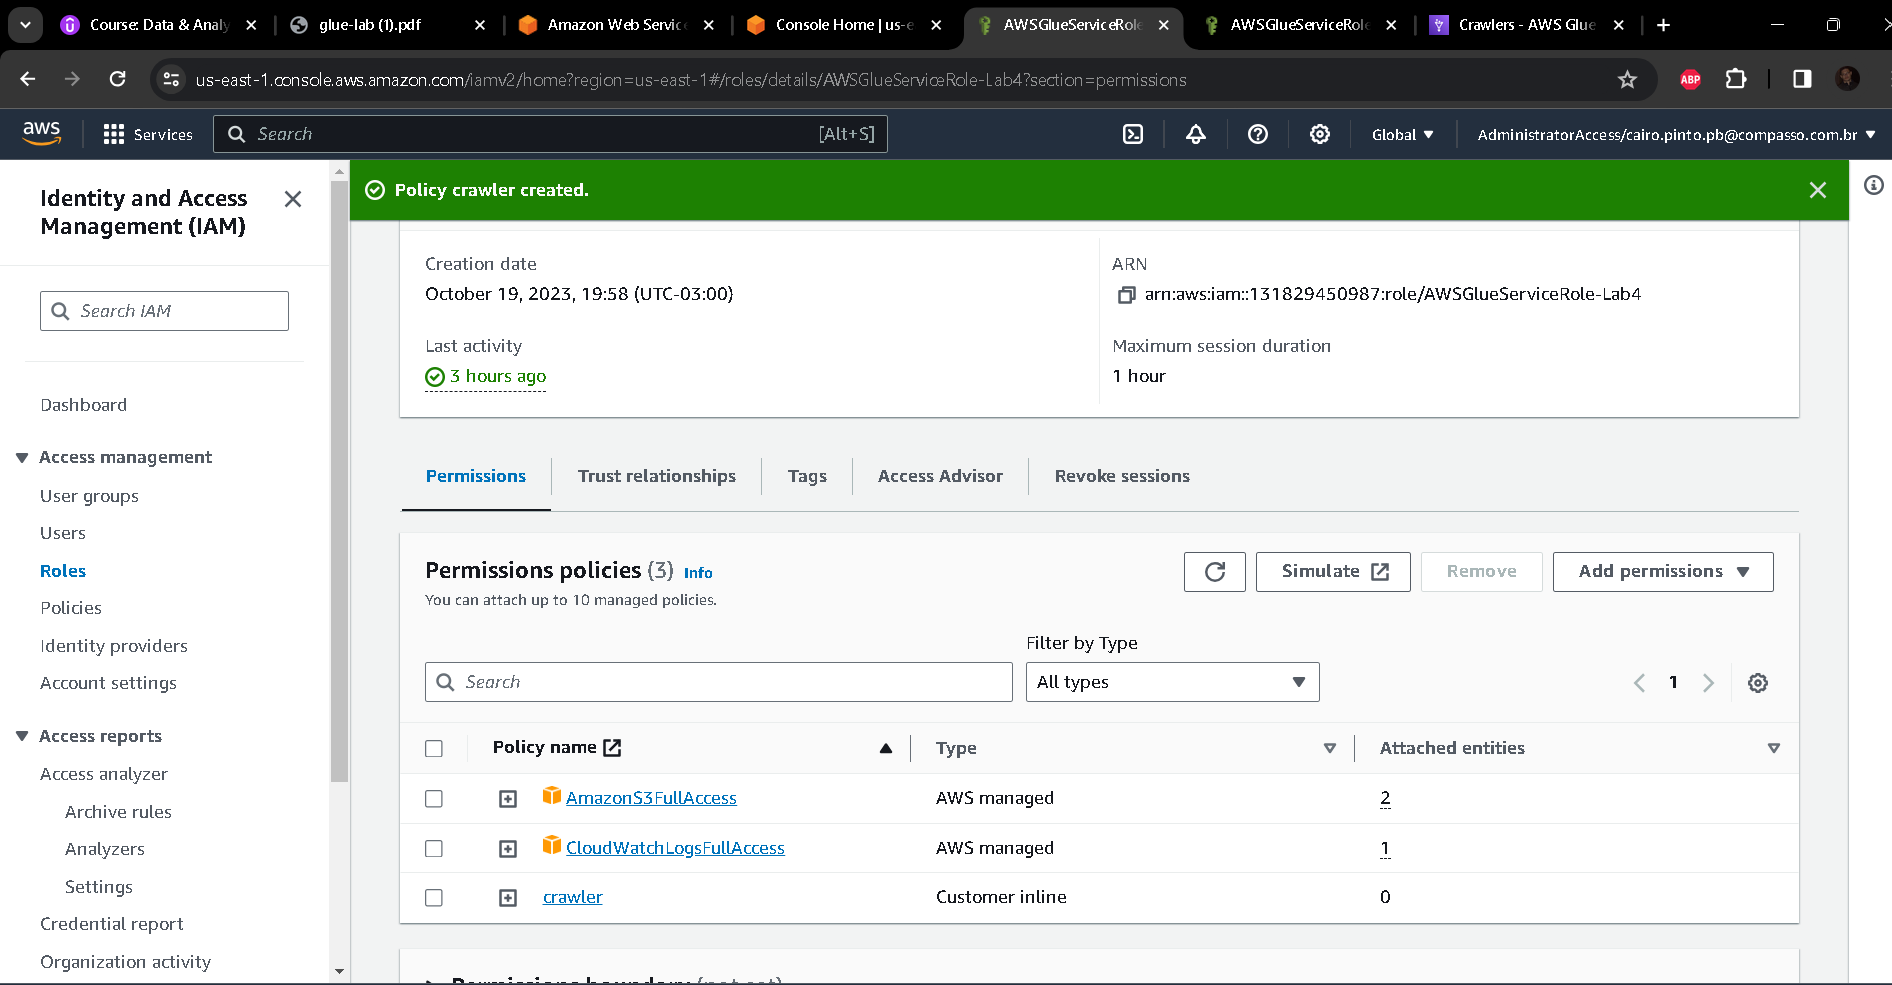 Course: Data & Analy
glue-lab (1).pdf
Amazon Web Service
Console Home | us-e
AWSGlueServiceRole
AWSGlueServiceRole
Crawlers - AWS Glue
us-east-1.console.aws.amazon.com/iamv2/home?region=us-east-1#/roles/details/AWSGlueServiceRole-Lab4?section=permissions
ABP
aws
Services
Search
[Alt+S]
Global
AdministratorAccess/cairo.pinto.pb@compasso.com.br
Identity and Access
Management (IAM)
Search IAM
Dashboard
Access management
User groups
Users
Roles
Policies
Identity providers
Account settings
Access reports
Access analyzer
Archive rules
Analyzers
Settings
Credential report
Organization activity
Policy crawler created.
Creation date
October 19, 2023, 19:58 (UTC-03:00)
ARN
arn:aws:iam::131829450987:role/AWSGlueServiceRole-Lab4
Last activity
3 hours ago
Maximum session duration
1 hour
Permissions
Trust relationships
Tags
Access Advisor
Revoke sessions
Permissions policies (3) Info
You can attach up to 10 managed policies.
Simulate
Remove
Add permissions
Filter by Type
Search
All types
1
Policy name
Type
Attached entities
AmazonS3FullAccess
AWS managed
2
CloudWatchLogsFullAccess
AWS managed
1
crawler
Customer inline
0
Permissions boundary (not set)